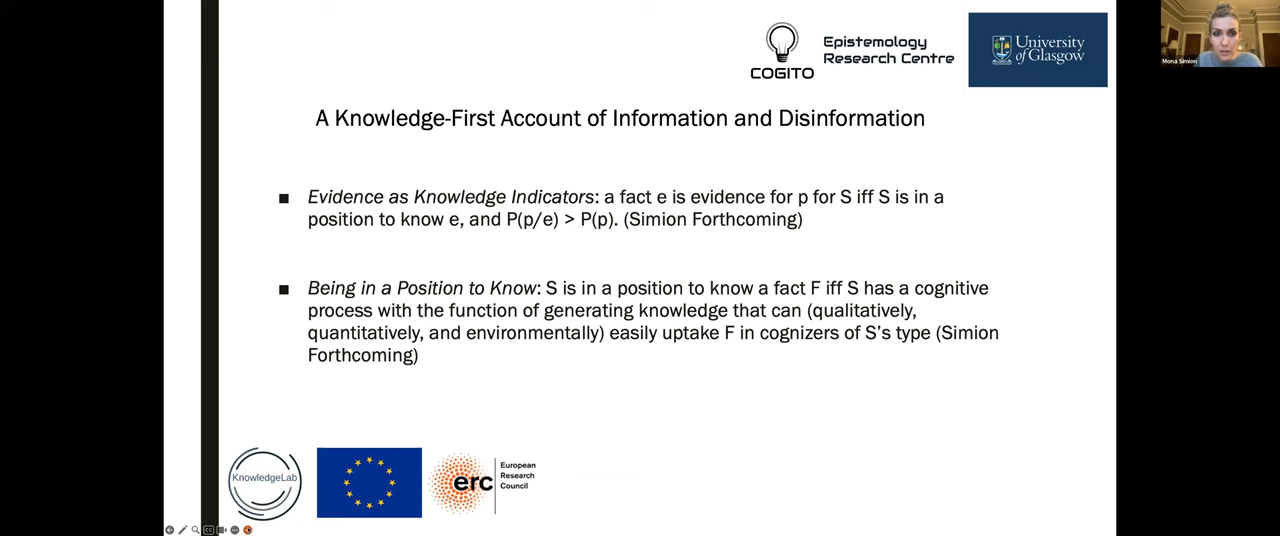 COGITO
Epistemology
Research Centre
University
of Glasgow
Mona Simion
A Knowledge-First Account of Information and Disinformation
■ Evidence as Knowledge Indicators: a fact e is evidence for p for S iff S is in a
position to know e, and P(p/e) > P(p). (Simion Forthcoming)
■ Being in a Position to Know: S is in a position to know a fact F iff S has a cognitive
process with the function of generating knowledge that can (qualitatively,
quantitatively, and environmentally) easily uptake F in cognizers of S's type (Simion
Forthcoming)
KnowledgeLab
erc
European
Research
Council